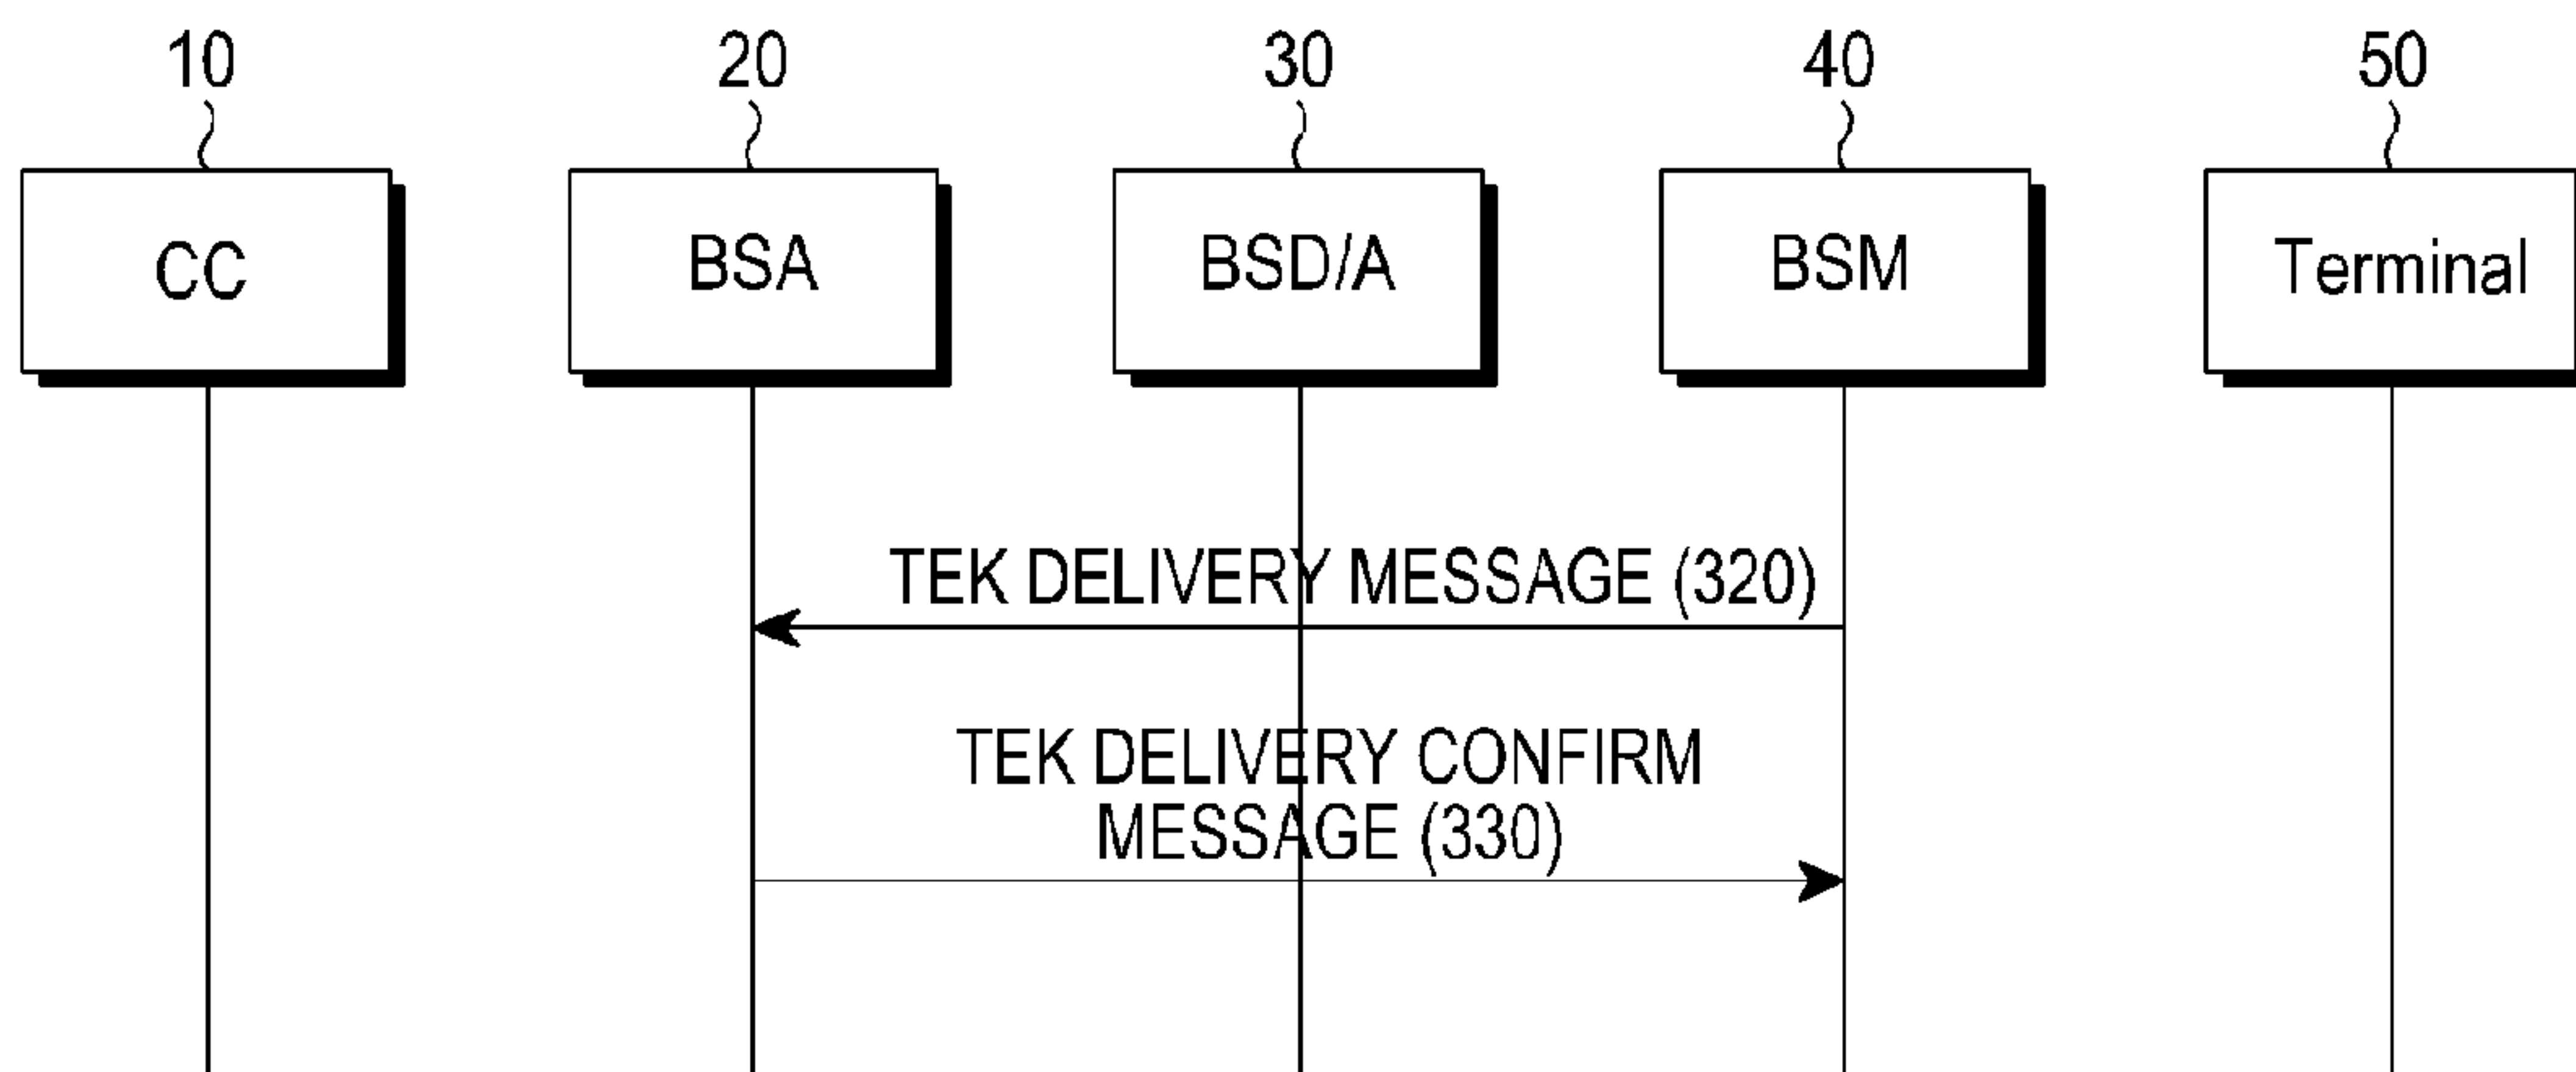 10
20
30
40
50
CC
BSA
BSD/A
BSM
Terminal
TEK DELIVERY MESSAGE (320)
TEK DELIVERY CONFIRM
MESSAGE (330)